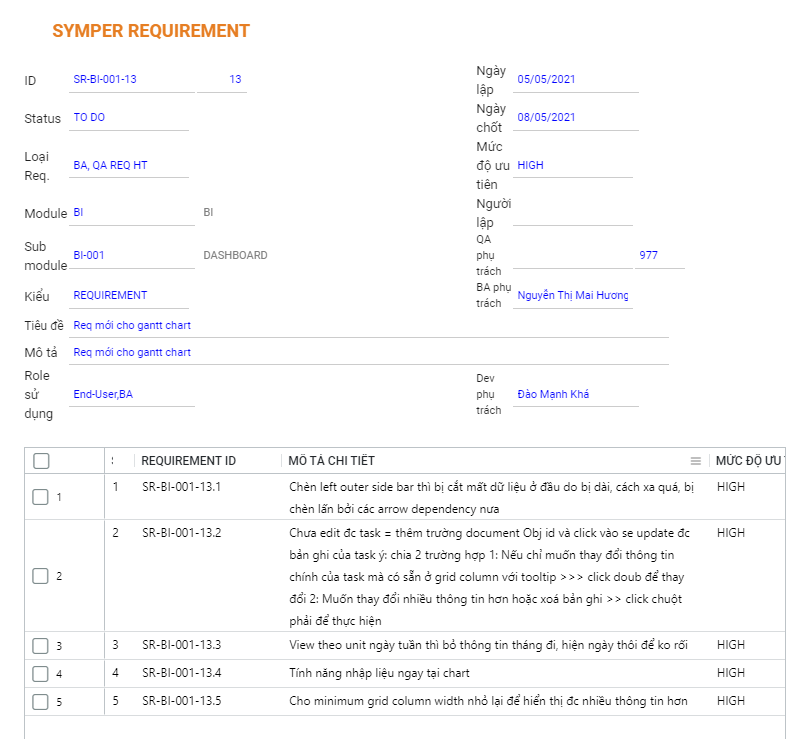 SYMPER REQUIREMENT
ID SR-BI-001-13 13
Ngày lập 05/05/2021
Status TO DO
Ngày chốt 08/05/2021
Loại Req. BA, QA REQ HT
Mức độ ưu tiên HIGH
Module BI BI
Người lập
Sub module BI-001 DASHBOARD
QA phụ trách 977
Kiểu REQUIREMENT
BA phụ trách Nguyễn Thị Mai Hương
Tiêu đề Req mới cho gantt chart
Mô tả Req mới cho gantt chart
Role sử dụng End-User,BA
Dev phụ trách Đào Mạnh Khá
REQUIREMENT ID MÔ TẢ CHI TIẾT MỨC ĐỘ ƯU
1 1 SR-BI-001-13.1 Chèn left outer side bar thì bị cắt mất dữ liệu ở đầu do bị dài, cách xa quá, bị HIGH
chèn lấn bởi các arrow dependency nưa
2 2 SR-BI-001-13.2 Chưa edit đc task = thêm trường document Obj id và click vào se update đc HIGH
bản ghi của task ý: chia 2 trường hợp 1: Nếu chỉ muốn thay đổi thông tin
chính của task mà có sẵn ở grid column với tooltip >>> click doub để thay
đổi 2: Muốn thay đổi nhiều thông tin hơn hoặc xoá bản ghi >> click chuột
phải để thực hiện
3 3 SR-BI-001-13.3 View theo unit ngày tuần thì bỏ thông tin tháng đi, hiện ngày thôi để ko rối HIGH
4 4 SR-BI-001-13.4 Tính năng nhập liệu ngay tại chart HIGH
5 5 SR-BI-001-13.5 Cho minimum grid column width nhỏ lại để hiển thị đc nhiều thông tin hơn HIGH